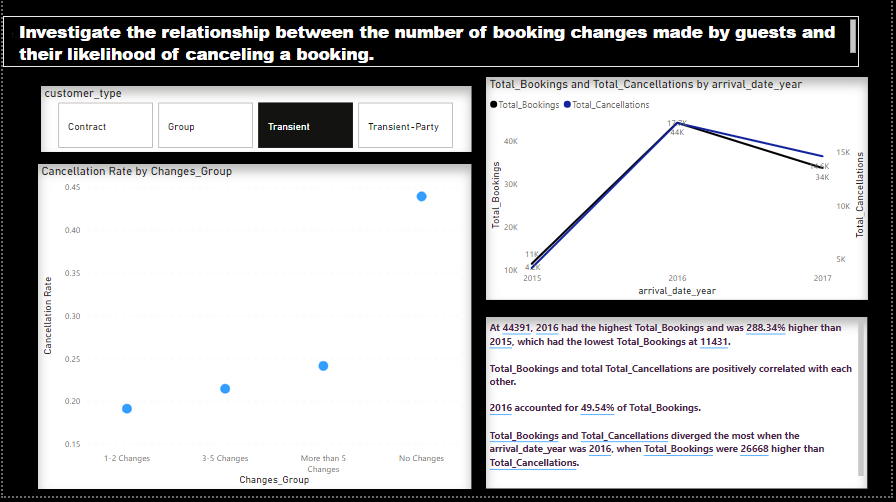 Investigate the relationship between the number of booking changes made by guests and
their likelihood of canceling a booking.
customer_type
Contract
Group
Transient
Transient-Party
Cancellation Rate by Changes_Group
Cancellation Rate
0.45
0.40
0.35
0.30
0.25
0.20
0.15
1-2 Changes
3-5 Changes
More than 5
Changes
No Changes
Changes_Group
Total_Bookings and Total_Cancellations by arrival_date_year
Total_Bookings
Total_Cancellations
Total_Bookings
40K
30K
20K
10K
11K
44K
34K
2015
2016
2017
arrival_date_year
15K
10K
5K
Total_Cancellations
At 44391, 2016 had the highest Total_Bookings and was 288.34% higher than
2015, which had the lowest Total_Bookings at 11431.
Total_Bookings and total Total_Cancellations are positively correlated with each
other.
2016 accounted for 49.54% of Total_Bookings.
Total_Bookings and Total_Cancellations diverged the most when the
arrival_date_year was 2016, when Total_Bookings were 26668 higher than
Total_Cancellations.